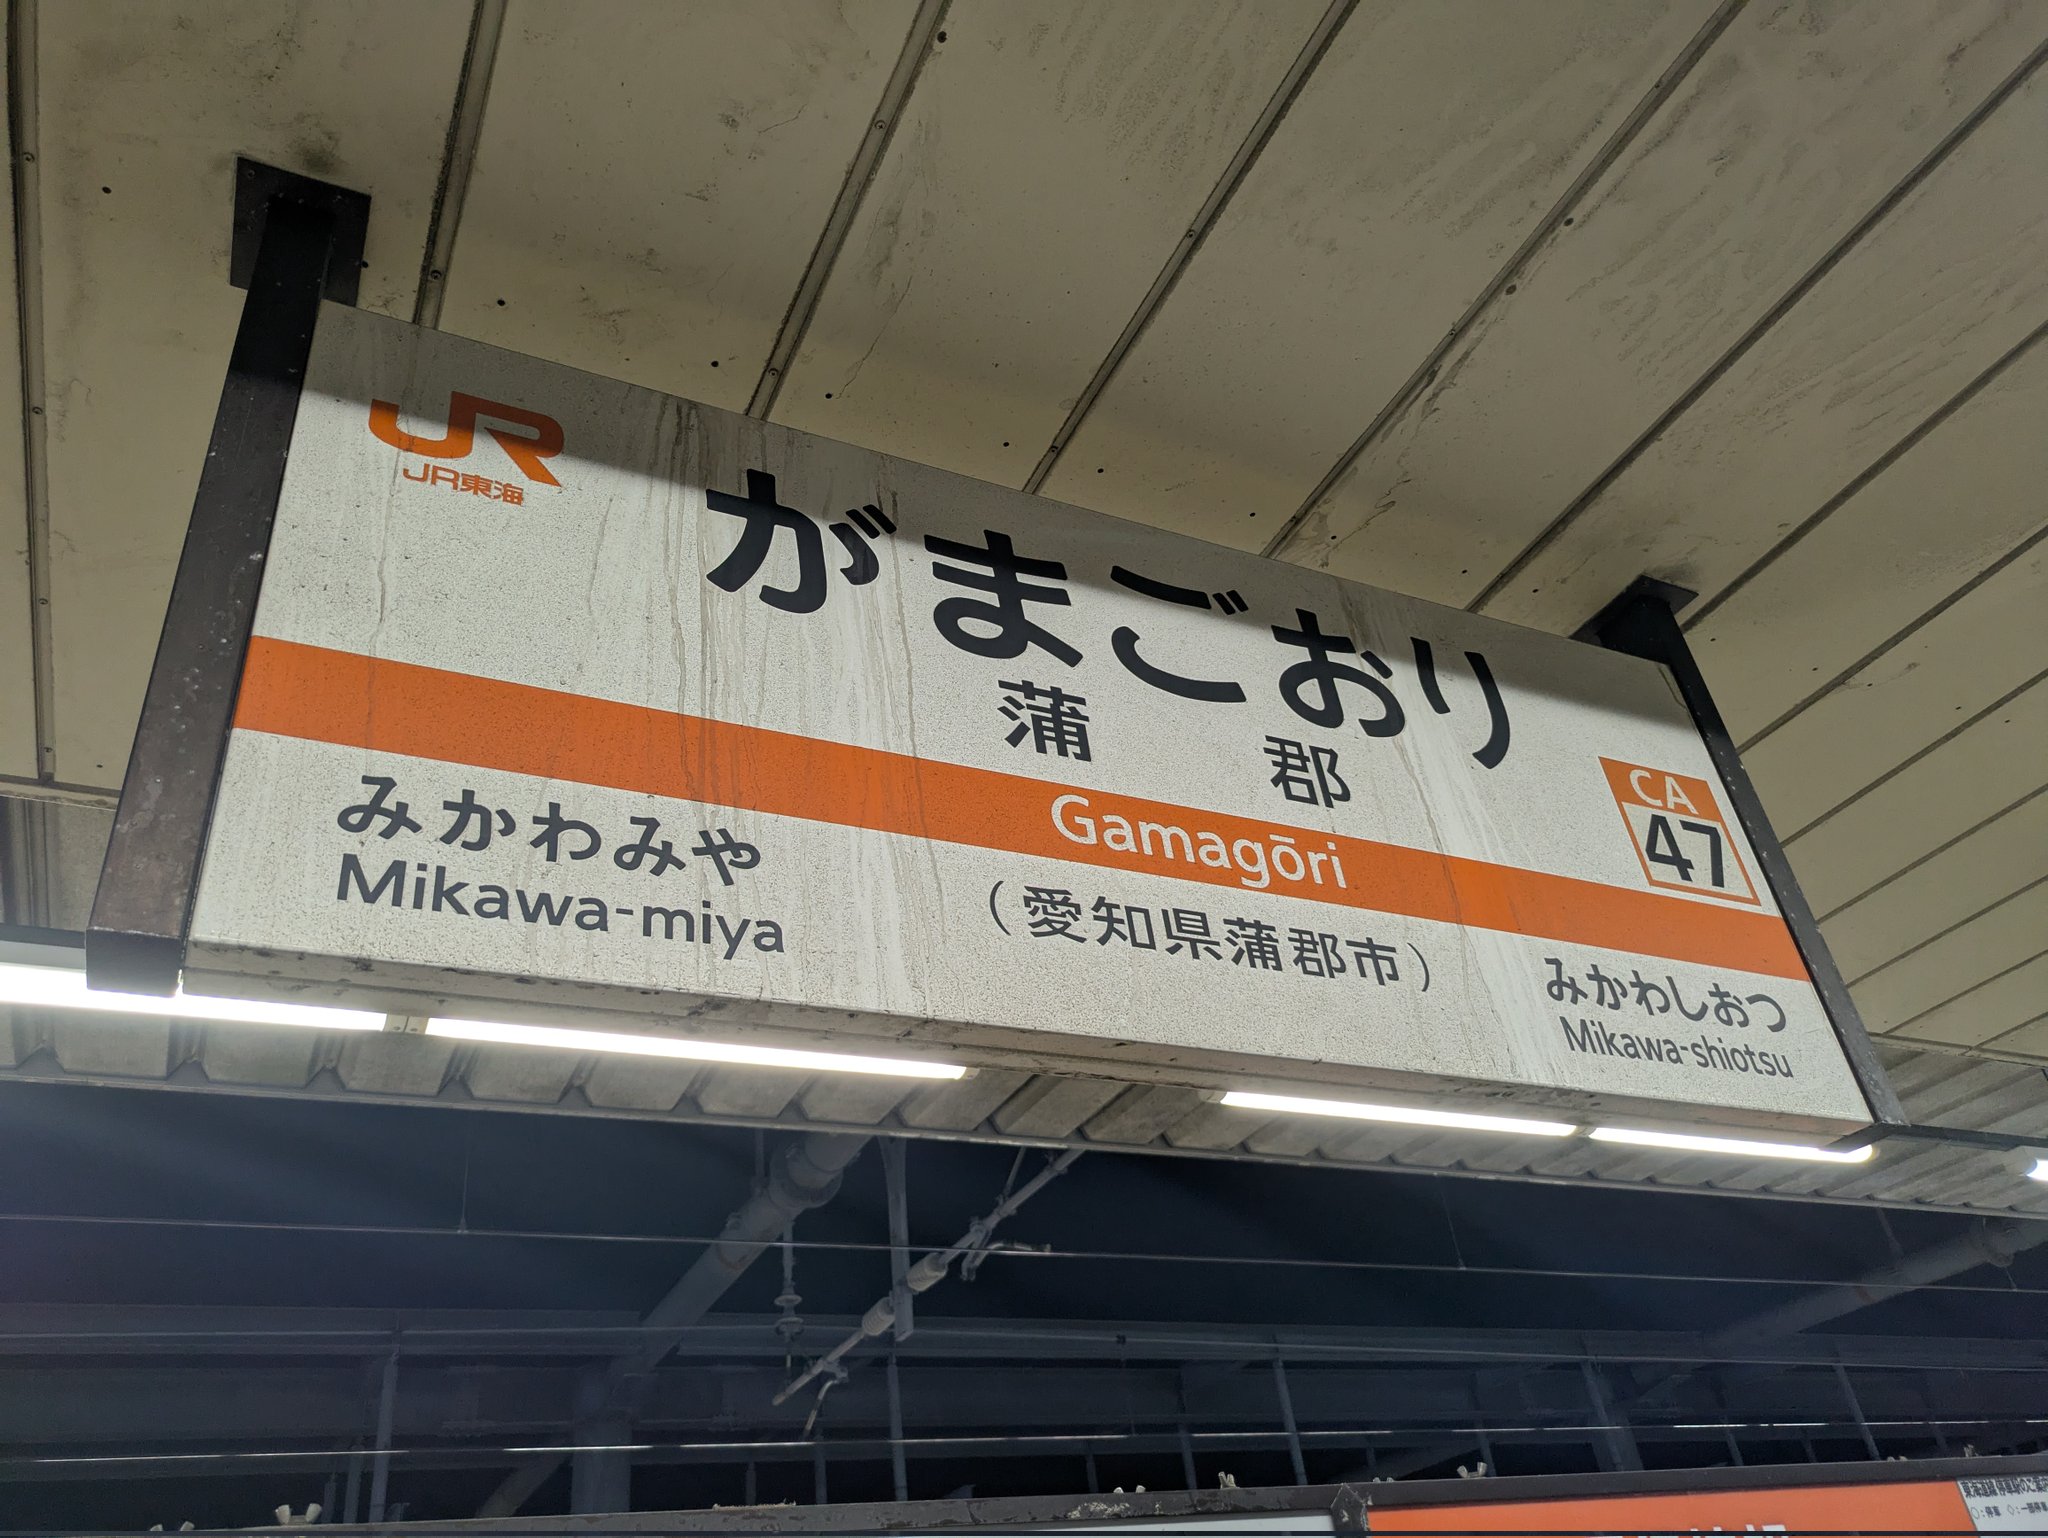 JR
JR東海
がまごおり
蒲郡
CA
47
Gamagōri
みかわみや
Mikawa-miya
(愛知県蒲郡市)
みかわしおつ
Mikawa-shiotsu